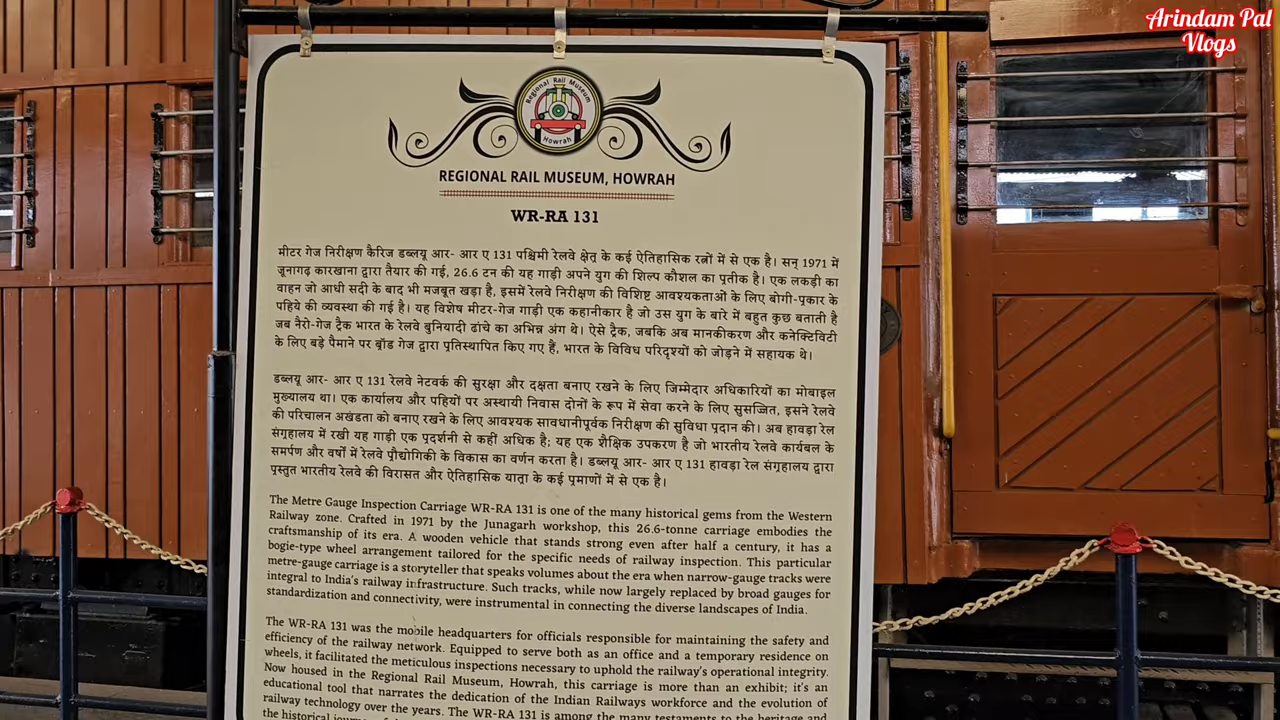 Arindam Pal
Vlogs
Regional Rail Museum
Howrah
REGIONAL RAIL MUSEUM, HOWRAH
WR-RA 131
मीटर गेज निरीक्षण कैरिज डब्लयू आर- आर ए 131 पश्चिमी रेलवे क्षेत्र के कई ऐतिहासिक रत्नों में से एक है। सन् 1971 में
जूनागढ़ कारखाना द्वारा तैयार की गई, 26.6 टन की यह गाड़ी अपने युग की शिल्प कौशल का प्रतीक है। एक लकड़ी का
वाहन जो आधी सदी के बाद भी मजबूत खड़ा है, इसमें रेलवे निरीक्षण की विशिष्ट आवश्यकताओं के लिए बोगी-प्रकार के
पहिये की व्यवस्था की गई है। यह विशेष मीटर-गेज गाड़ी एक कहानीकार है जो उस युग के बारे में बहुत कुछ बताती है
जब नैरो-गेज ट्रैक भारत के रेलवे बुनियादी ढांचे का अभिन्न अंग थे। ऐसे ट्रैक, जबकि अब मानकीकरण और कनेक्टिविटी
के लिए बड़े पैमाने पर ब्रॉड गेज द्वारा प्रतिस्थापित किए गए हैं, भारत के विविध परिदृश्यों को जोड़ने में सहायक थे।
डब्लयू आर- आर ए 131 रेलवे नेटवर्क की सुरक्षा और दक्षता बनाए रखने के लिए जिम्मेदार अधिकारियों का मोबाइल
मुख्यालय था। एक कार्यालय और पहियों पर अस्थायी निवास दोनों के रूप में सेवा करने के लिए सुसज्जित, इसने रेलवे
की परिचालन अखंडता को बनाए रखने के लिए आवश्यक सावधानीपूर्वक निरीक्षण की सुविधा प्रदान की। अब हावड़ा रेल
संग्रहालय में रखी यह गाड़ी एक प्रदर्शनी से कहीं अधिक है; यह एक शैक्षिक उपकरण है जो भारतीय रेलवे कार्यबल के
समर्पण और वर्षों में रेलवे प्रौद्योगिकी के विकास का वर्णन करता है। डब्लयू आर- आर ए 131 हावड़ा रेल संग्रहालय द्वारा
प्रस्तुत भारतीय रेलवे की विरासत और ऐतिहासिक यात्रा के कई प्रमाणों में से एक है।
The Metre Gauge Inspection Carriage WR-RA 131 is one of the many historical gems from the Western
Railway zone. Crafted in 1971 by the Junagarh workshop, this 26.6-tonne carriage embodies the
craftsmanship of its era. A wooden vehicle that stands strong even after half a century, it has a
bogie-type wheel arrangement tailored for the specific needs of railway inspection. This particular
metre-gauge carriage is a storyteller that speaks volumes about the era when narrow-gauge tracks were
integral to India's railway infrastructure. Such tracks, while now largely replaced by broad gauges for
standardization and connectivity, were instrumental in connecting the diverse landscapes of India.
The WR-RA 131 was the mobile headquarters for officials responsible for maintaining the safety and
efficiency of the railway network. Equipped to serve both as an office and a temporary residence on
wheels, it facilitated the meticulous inspections necessary to uphold the railway's operational integrity.
Now housed in the Regional Rail Museum, Howrah, this carriage is more than an exhibit; it's an
educational tool that narrates the dedication of the Indian Railways workforce and the evolution of
railway technology over the years. The WR-RA 131 is among the many testaments to the heritage and
the historical